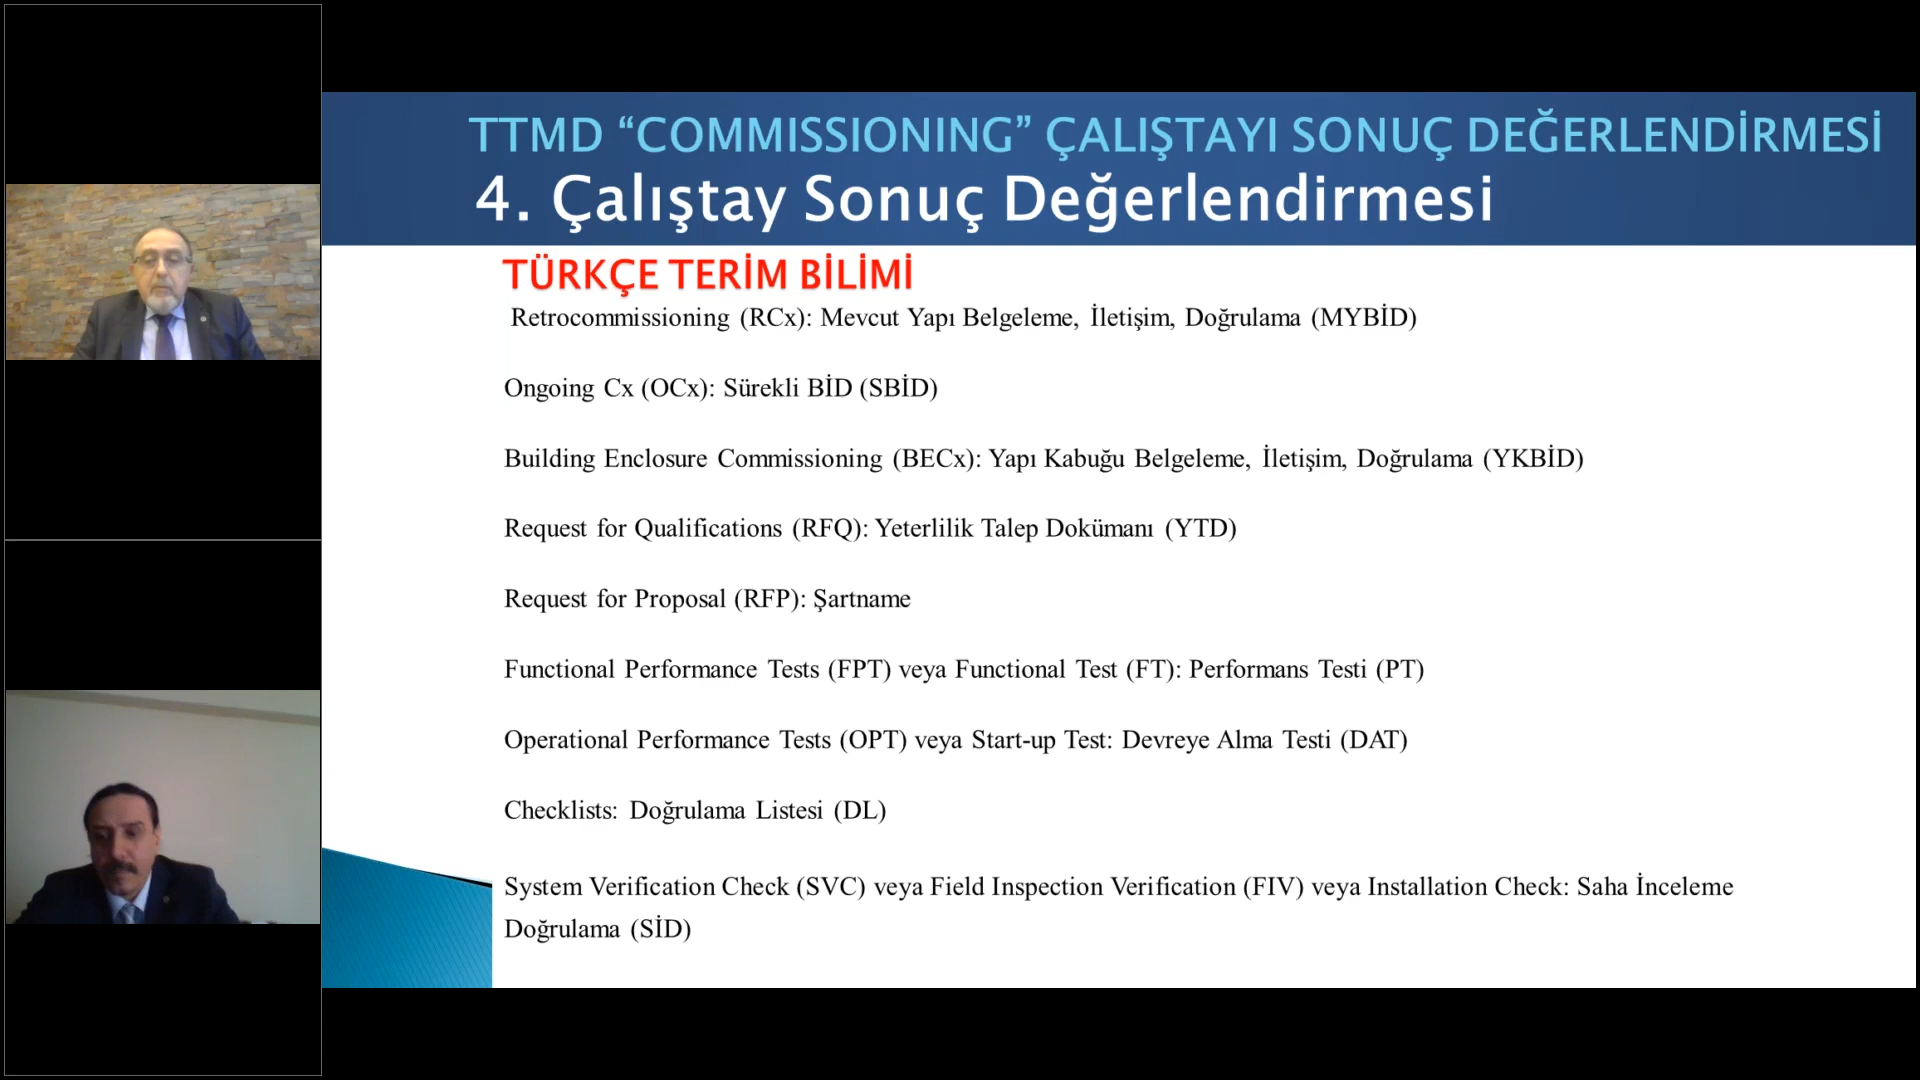 TTMD “COMMISSIONING” ÇALIŞTAYI SONUÇ DEĞERLENDİRMESİ
4. Çalıştay Sonuç Değerlendirmesi
TÜRKÇE TERİM BİLİMİ
Retrocommissioning (RCx): Mevcut Yapı Belgeleme, İletişim, Doğrulama (MYBİD)
Ongoing Cx (OCx): Sürekli BİD (SBİD)
Building Enclosure Commissioning (BECx): Yapı Kabuğu Belgeleme, İletişim, Doğrulama (YKBİD)
Request for Qualifications (RFQ): Yeterlilik Talep Dokümanı (YTD)
Request for Proposal (RFP): Şartname
Functional Performance Tests (FPT) veya Functional Test (FT): Performans Testi (PT)
Operational Performance Tests (OPT) veya Start-up Test: Devreye Alma Testi (DAT)
Checklists: Doğrulama Listesi (DL)
System Verification Check (SVC) veya Field Inspection Verification (FIV) veya Installation Check: Saha İnceleme
Doğrulama (SİD)